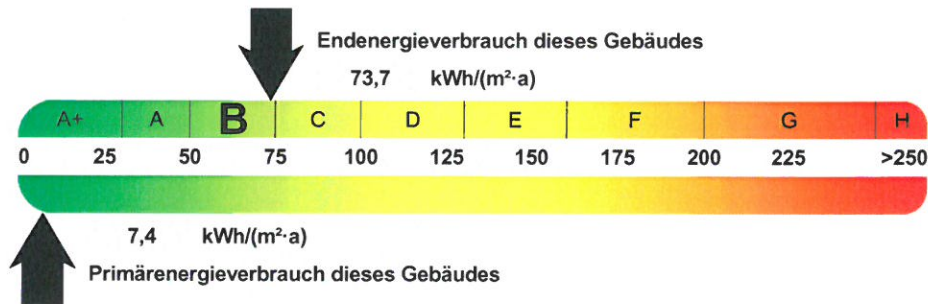 Endenergieverbrauch dieses Gebäudes
73,7 kWh/(m²·a)
A+ A B C D E F G H
0 25 50 75 100 125 150 175 200 225 >250
7,4 kWh/(m²·a)
Primärenergieverbrauch dieses Gebäudes